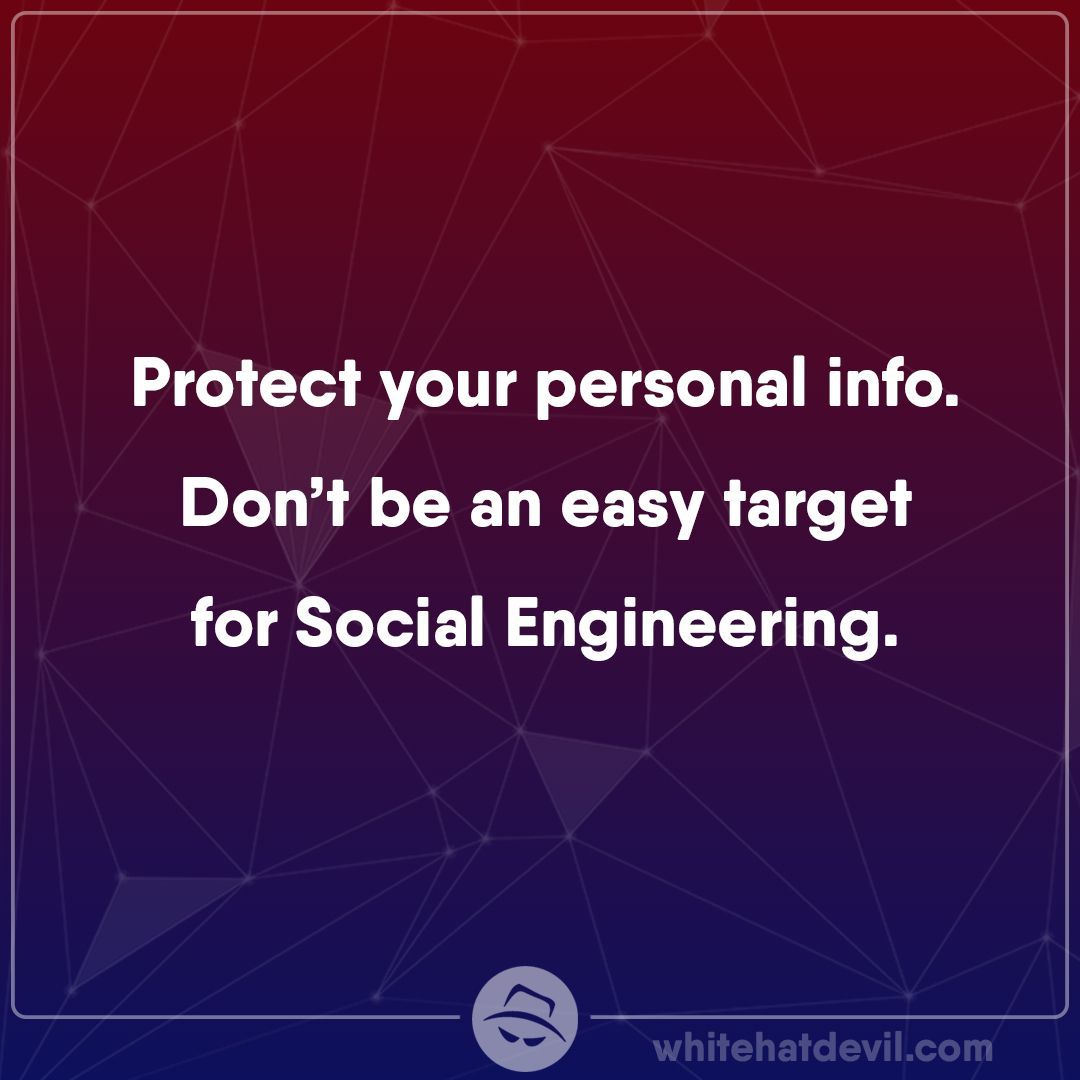 Protect your personal info.
Don’t be an easy target
for Social Engineering.
whitehatdevil.com